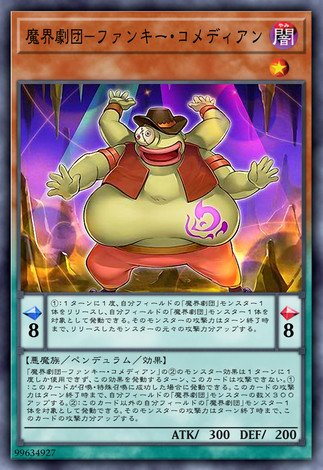 魔界劇団-ファンキー・コメディアン
やみ
闇
①:1ターンに1度、自分フィールドの「魔界劇団」モンスター1
体をリリースし、自分フィールドの「魔界劇団」モンスター1体を
対象として発動できる。そのモンスターの攻撃力はターン終了時
まで、リリースしたモンスターの元々の攻撃力分アップする。
8
8
【悪魔族/ペンデュラム/効果】
「魔界劇団-ファンキー・コメディアン」の②のモンスター効果は1ターンに1
度しか使用できず、この効果を発動するターン、このカードは攻撃できない。①
:このカードが召喚・特殊召喚に成功した場合に発動できる。このカードの攻撃
力はターン終了時まで、自分フィールドの「魔界劇団」モンスターの数×300
アップする。②:このカード以外の自分フィールドの「魔界劇団」モンスター1
体を対象として発動できる。そのモンスターの攻撃力はターン終了時まで、この
カードの攻撃力分アップする。
ATK/ 300 DEF/ 200
99634927